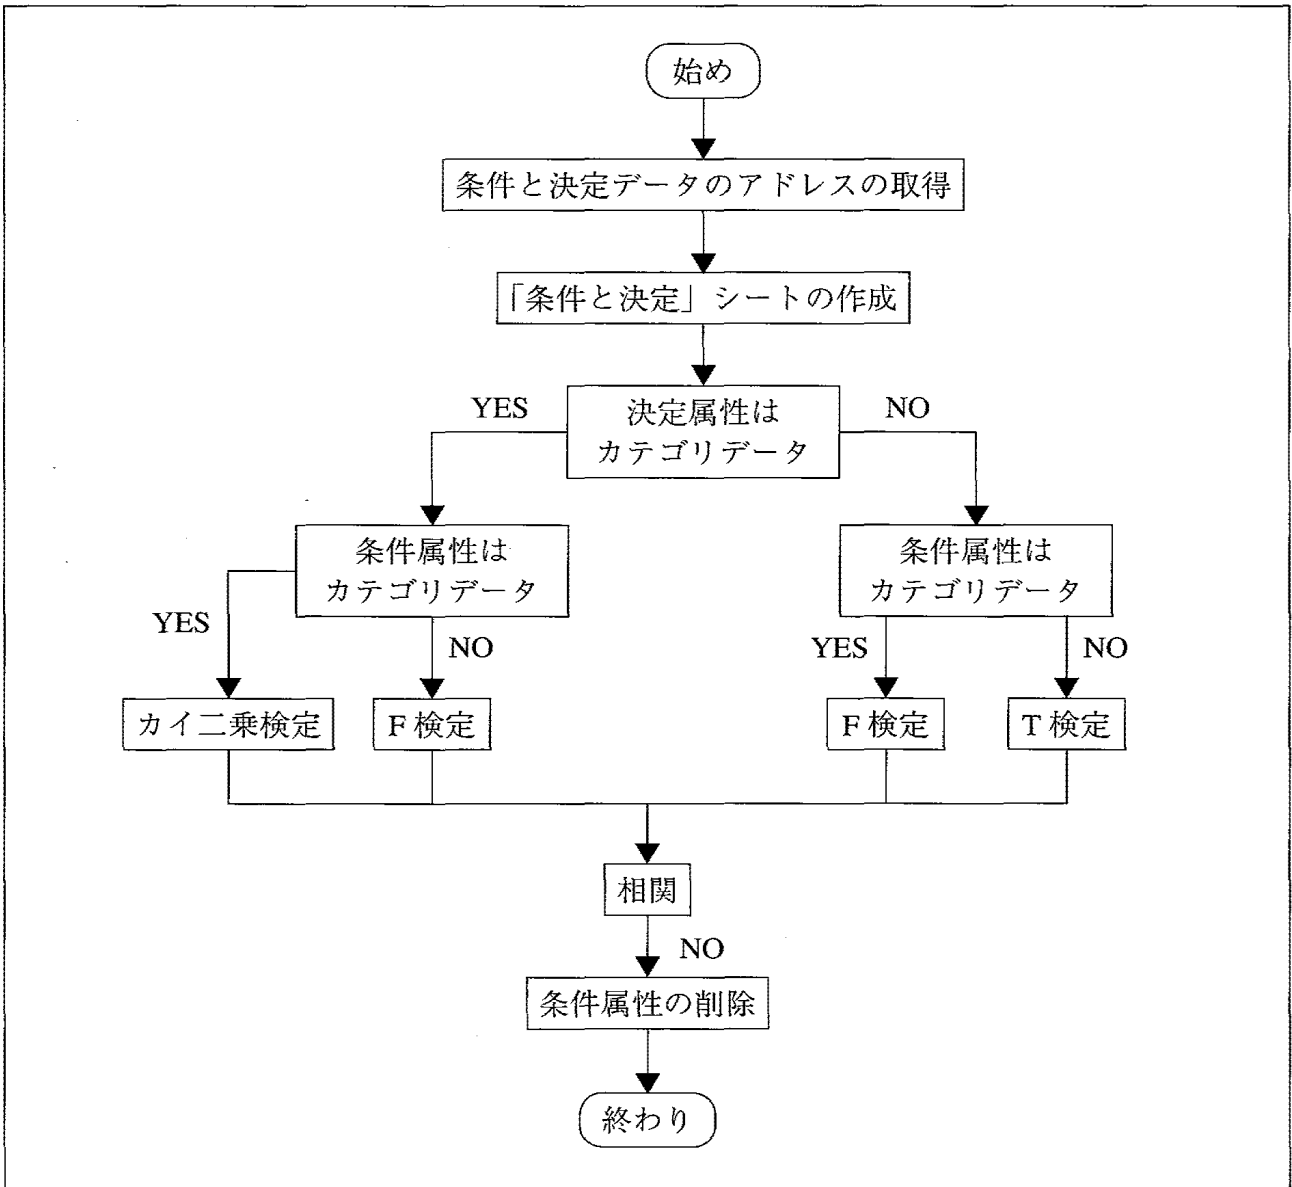 始め
条件と決定データのアドレスの取得
「条件と決定」シートの作成
YES
決定属性は
カテゴリデータ
NO
条件属性は
カテゴリデータ
条件属性は
カテゴリデータ
YES
NO
YES
NO
カイ二乗検定
F 検定
F 検定
T 検定
相関
NO
条件属性の削除
終わり